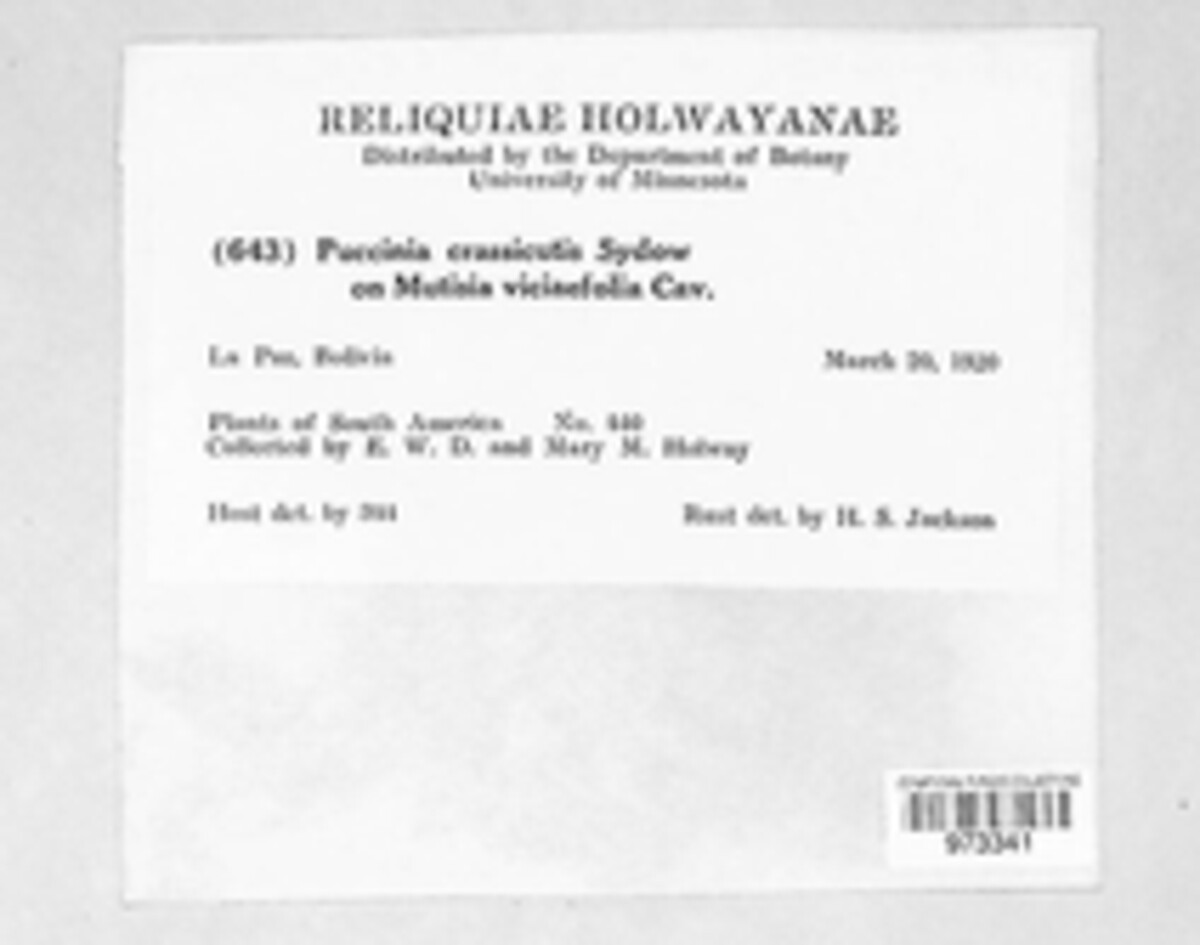 RELIQUIAE HOLWAYANAE
Distributed by the Department of Botany
University of Minnesota
(643) Puccinia crassicutis Sydow
on Mutisia viciaefolia Cav.
La Paz, Bolivia
March 20, 1920
Plants of South America No.
Collected by E. W. D. and Mary M. Holway
Host det. by
Rust det. by H. S. Jackson
973341